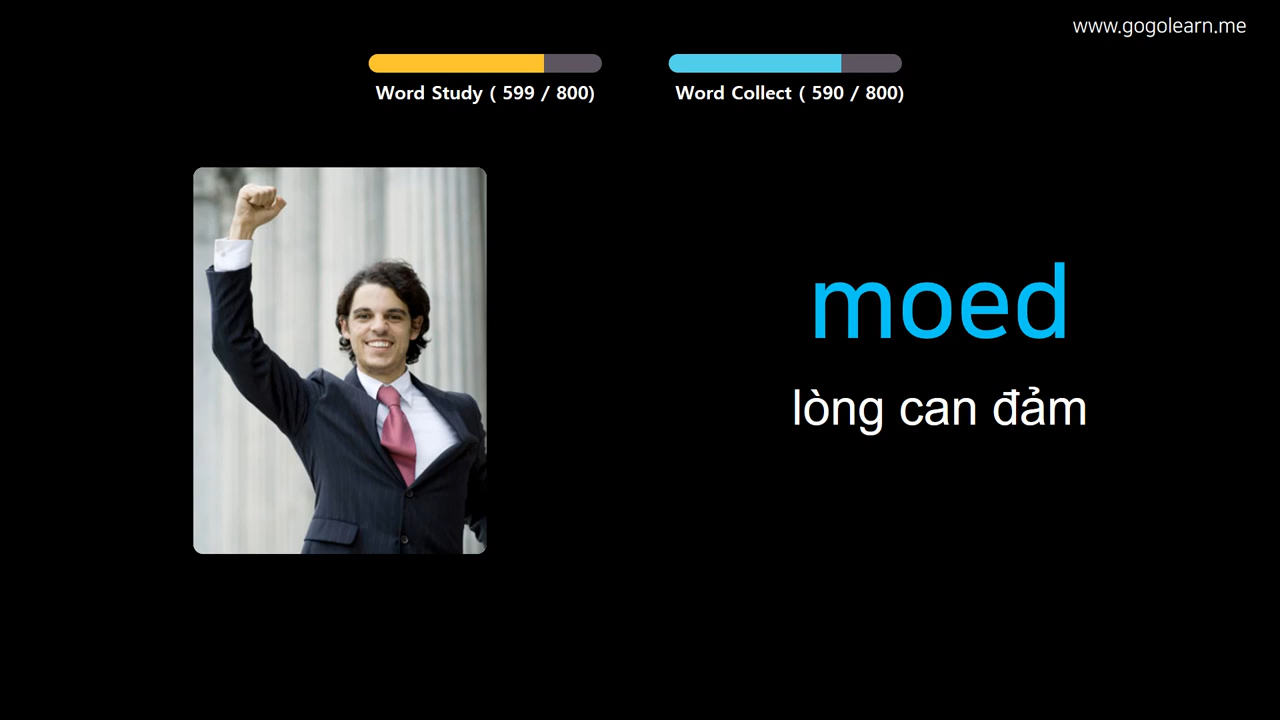 www.gogolearn.me
Word Study ( 599 / 800)
Word Collect ( 590 / 800)
moed
lòng can đảm